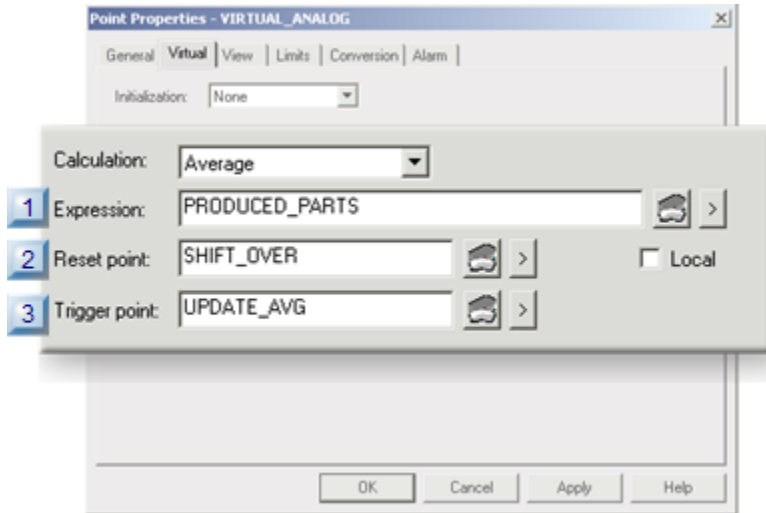 Point Properties - VIRTUAL_ANALOG
General Virtual View Limits Conversion Alarm
Initialization: None
Calculation: Average
1 Expression: PRODUCED_PARTS >
2 Reset point: SHIFT_OVER > Local
3 Trigger point: UPDATE_AVG >
OK Cancel Apply Help